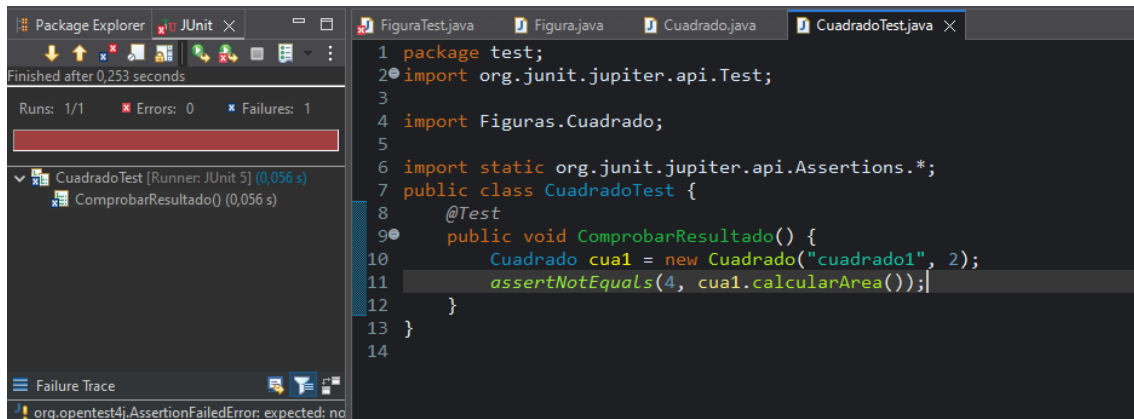 Package Explorer JUnit
Finished after 0,253 seconds
Runs: 1/1 Errors: 0 Failures: 1
CuadradoTest [Runner: JUnit 5] (0,056 s)
ComprobarResultado() (0,056 s)
Failure Trace
org.opentest4j.AssertionFailedError: expected: no
FiguraTest.java Figura.java Cuadrado.java CuadradoTest.java
1 package test;
2 import org.junit.jupiter.api.Test;
3
4 import Figuras.Cuadrado;
5
6 import static org.junit.jupiter.api.Assertions.*;
7 public class CuadradoTest {
8 @Test
9 public void ComprobarResultado() {
10 Cuadrado cua1 = new Cuadrado("cuadrado1", 2);
11 assertNotEquals(4, cua1.calcularArea());
12 }
13 }
14